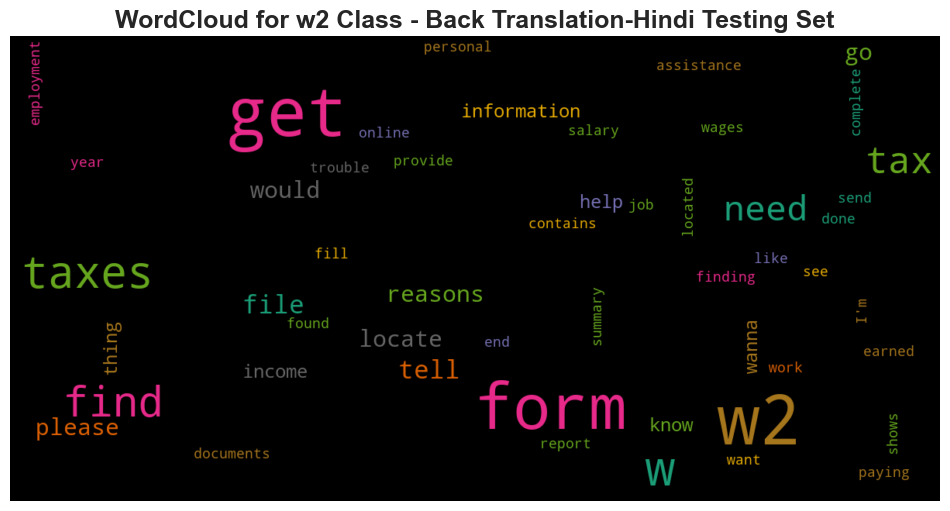 WordCloud for w2 Class - Back Translation-Hindi Testing Set
employment
personal
assistance
go
complete
get
information
online
salary
wages
year
trouble
provide
tax
would
help
job
located
need
send
done
contains
taxes
fill
like
finding
see
file
reasons
found
summary
I'm
thing
locate
end
wanna
earned
income
tell
work
find
form
w2
please
know
report
shows
documents
w
want
paying